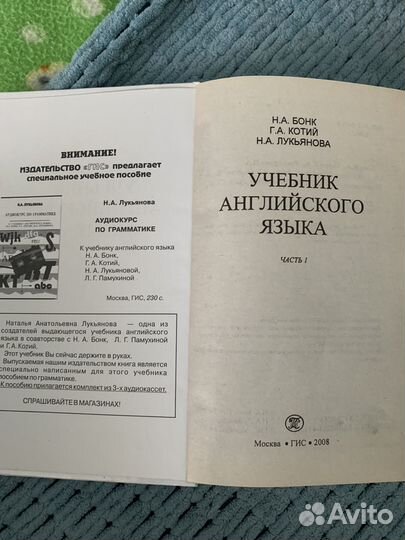 ВНИМАНИЕ!
ИЗДАТЕЛЬСТВО «ГИС» предлагает
специальное учебное пособие
Н.А. Лукьянова
АУДИОКУРС
ПО ГРАММАТИКЕ
К учебнику английского языка
Н. А. Бонк,
Г.А. Котий,
Н. А. Лукьяновой,
Л. Г. Памухиной
Москва, ГИС, 230 с.
Наталья Анатольевна Лукьянова — одна из
создателей выдающегося учебника английского
языка в соавторстве с Н. А. Бонк, Л. Г. Памухиной
и Г.А. Котий.
Этот учебник Вы сейчас держите в руках.
Выпускаемая нашим издательством книга является
специально написанным для этого учебника
пособием по грамматике.
К пособию прилагается комплект из 3-х аудиокассет.
СПРАШИВАЙТЕ В МАГАЗИНАХ!
Н.А. БОНК
Г.А. КОТИЙ
Н.А. ЛУКЬЯНОВА
УЧЕБНИК
АНГЛИЙСКОГО
ЯЗЫКА
ЧАСТЬ 1
Москва • ГИС • 2008
Avito